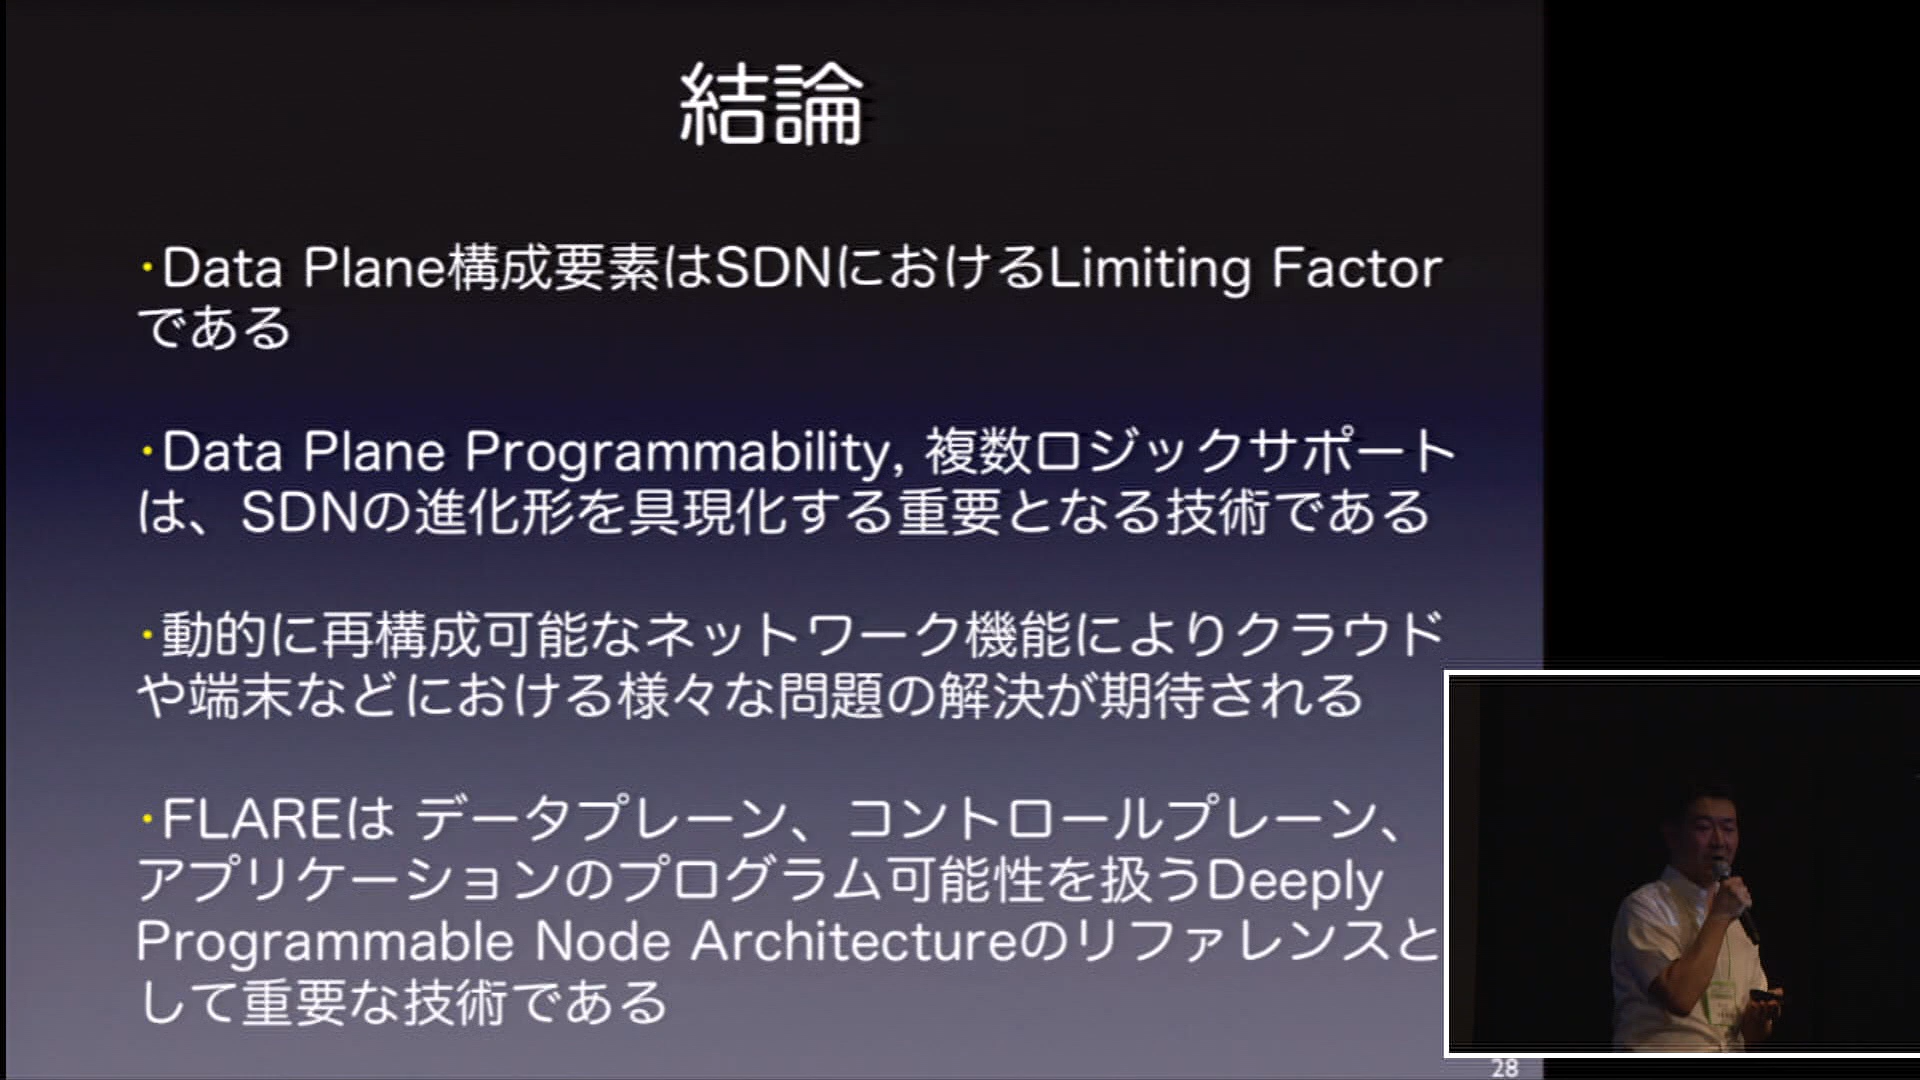 結論
・Data Plane構成要素はSDNにおけるLimiting Factor
である
・Data Plane Programmability, 複数ロジックサポート
は、SDNの進化形を具現化する重要となる技術である
・動的に再構成可能なネットワーク機能によりクラウド
や端末などにおける様々な問題の解決が期待される
・FLAREは データプレーン、コントロールプレーン、
アプリケーションのプログラム可能性を扱うDeeply
Programmable Node Architectureのリファレンスと
して重要な技術である
28